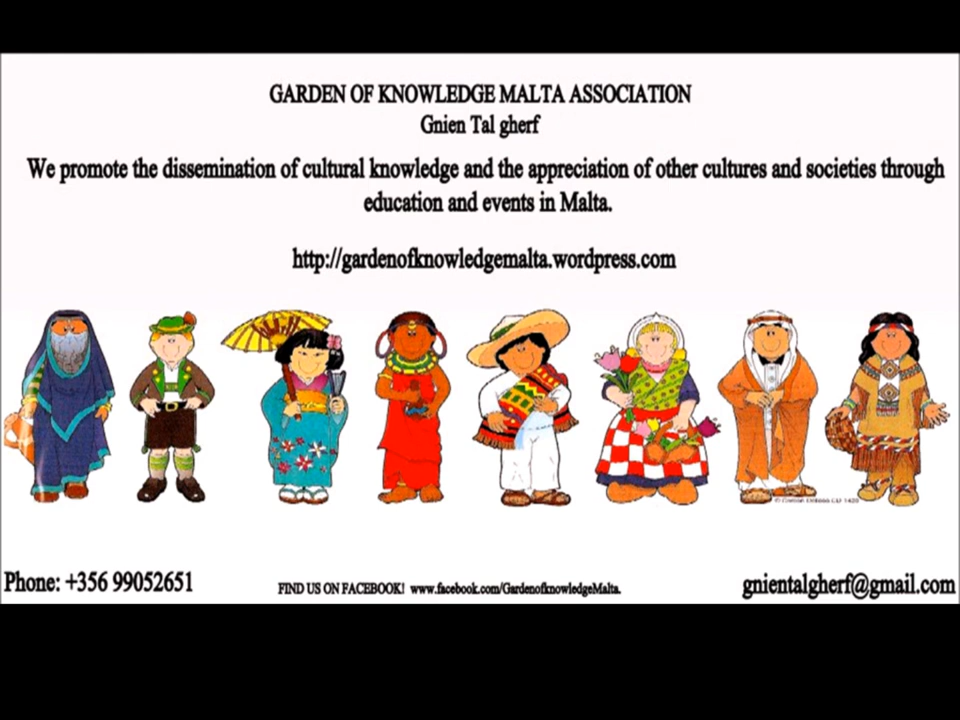 GARDEN OF KNOWLEDGE MALTA ASSOCIATION
Gnien Tal gherf
We promote the dissemination of cultural knowledge and the appreciation of other cultures and societies through
education and events in Malta.
http://gardenofknowledgemalta.wordpress.com
Phone: +356 99052651
FIND US ON FACEBOOK! www.facebook.com/GardenofknowledgeMalta.
gnientalgherf@gmail.com